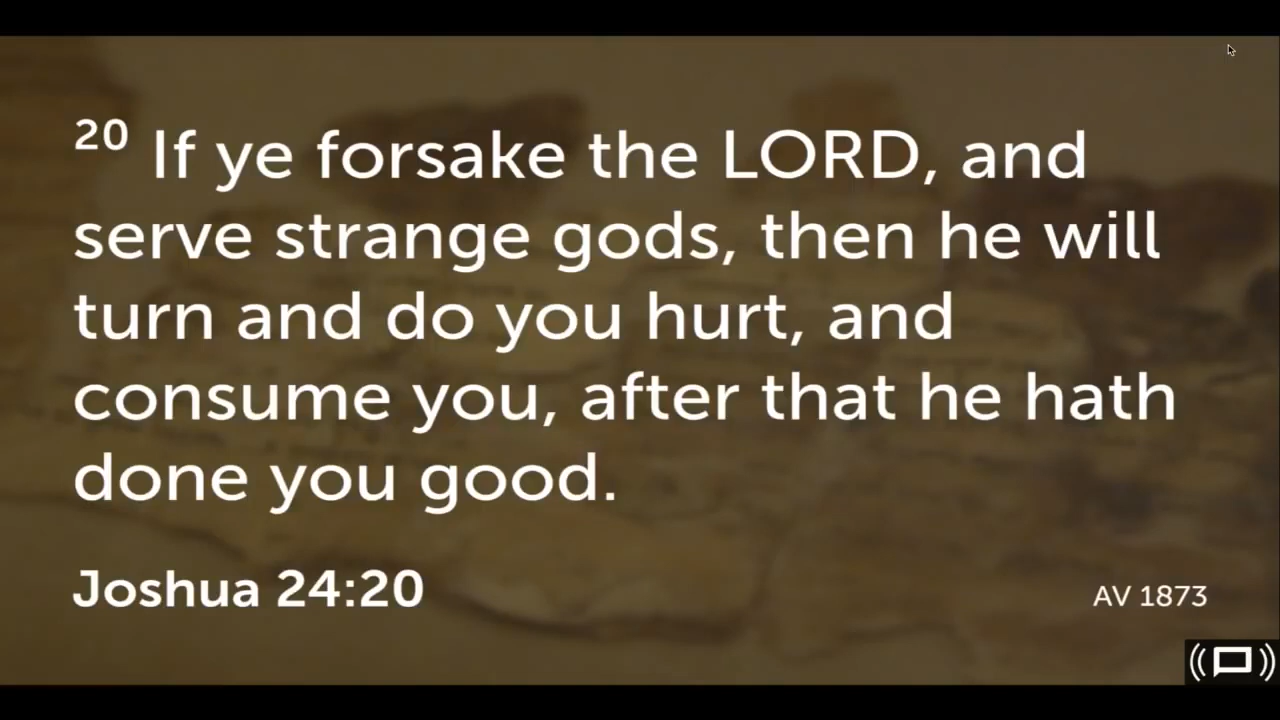 20 If ye forsake the LORD, and
serve strange gods, then he will
turn and do you hurt, and
consume you, after that he hath
done you good.
Joshua 24:20
AV 1873